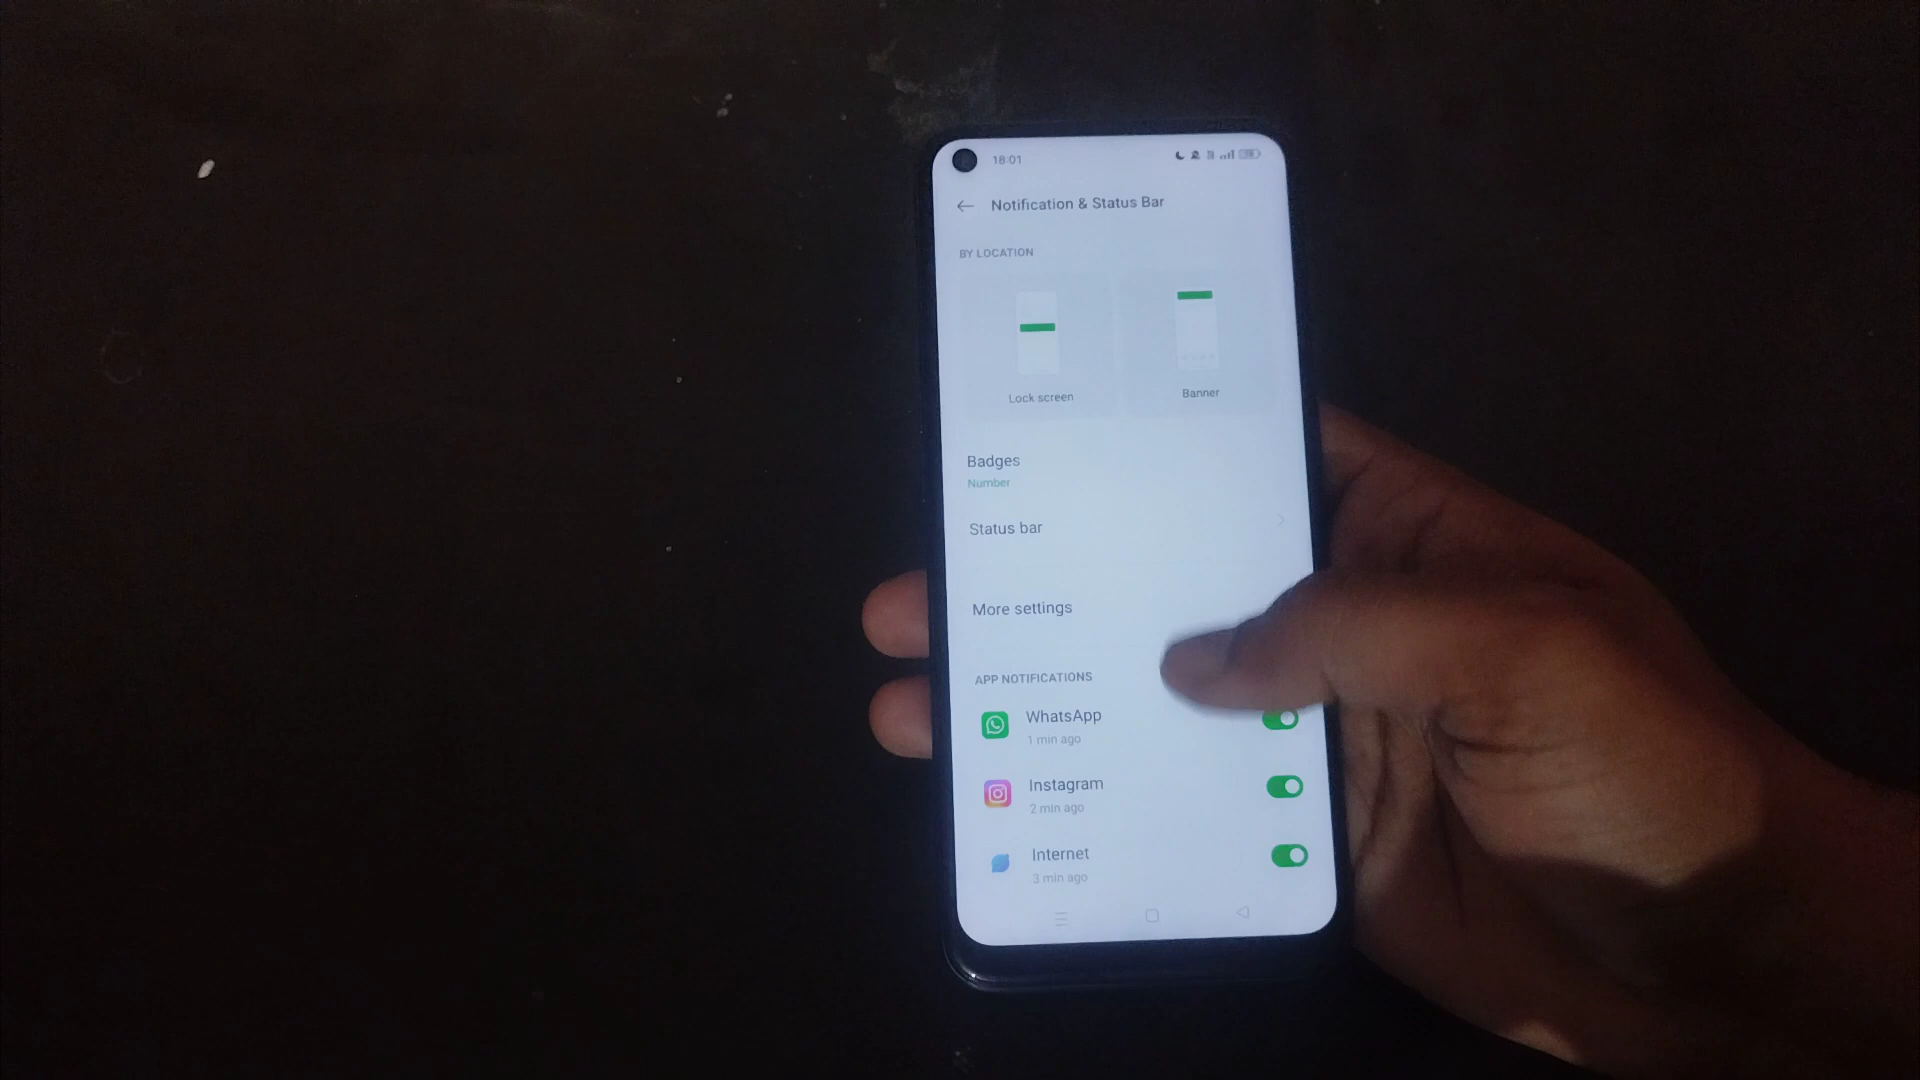 18:01
Notification & Status Bar
BY LOCATION
Lock screen
Banner
Badges
Number
Status bar
More settings
APP NOTIFICATIONS
WhatsApp
1 min ago
Instagram
2 min ago
Internet
3 min ago